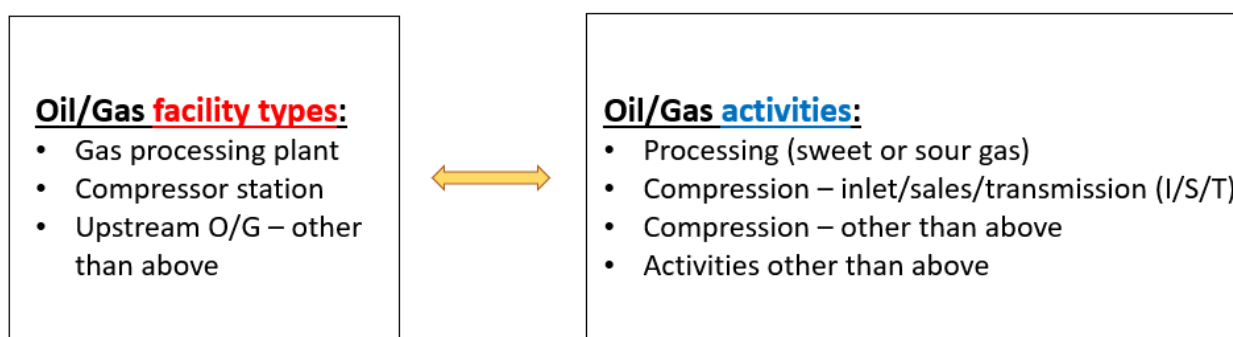 Oil/Gas facility types:
• Gas processing plant
• Compressor station
• Upstream O/G – other
than above
Oil/Gas activities:
• Processing (sweet or sour gas)
• Compression – inlet/sales/transmission (I/S/T)
• Compression – other than above
• Activities other than above